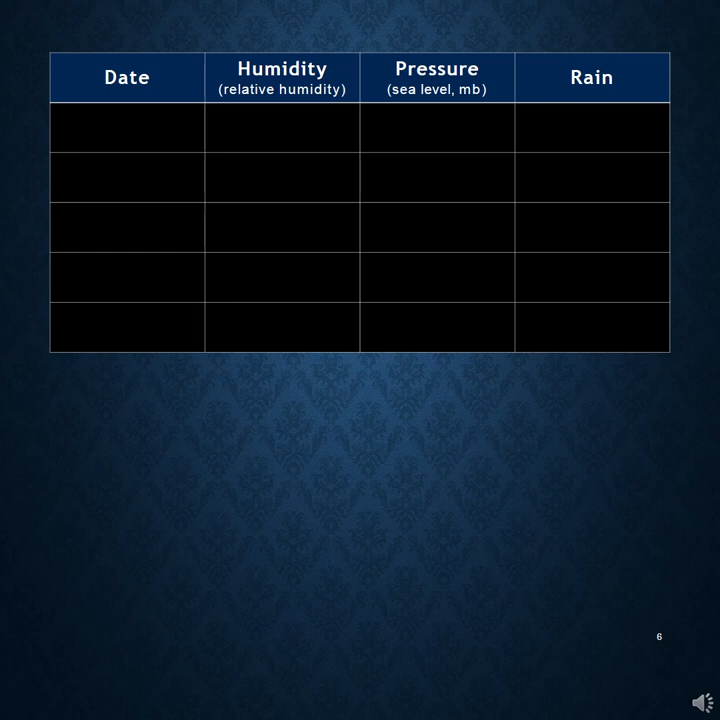 Date
Humidity
(relative humidity)
Pressure
(sea level, mb)
Rain
6